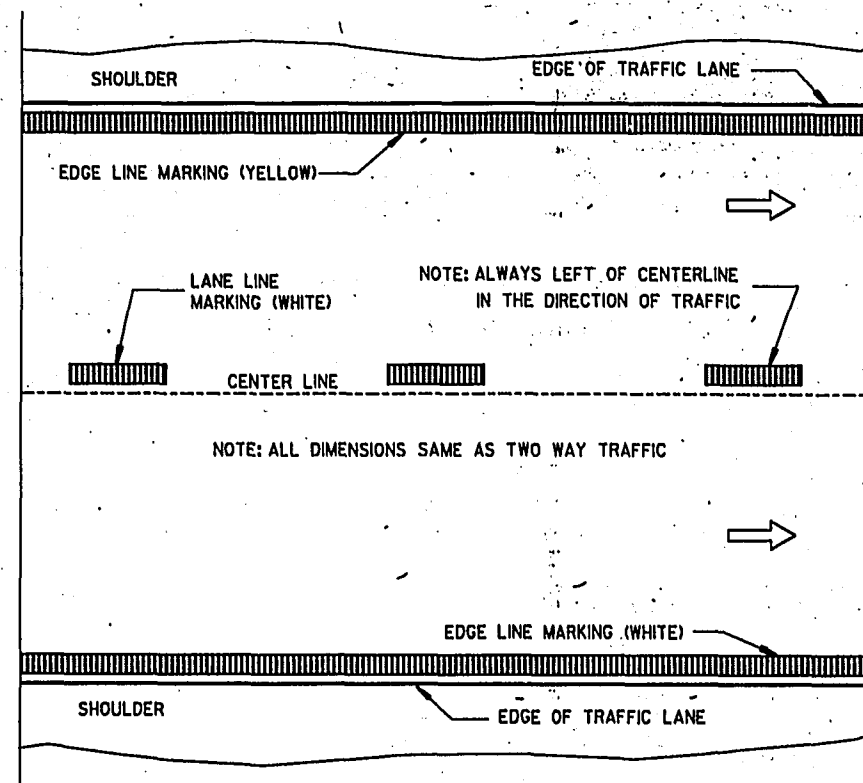 SHOULDER
EDGE OF TRAFFIC LANE
EDGE LINE MARKING (YELLOW)
LANE LINE
MARKING (WHITE)
NOTE: ALWAYS LEFT OF CENTERLINE
IN THE DIRECTION OF TRAFFIC
CENTER LINE
NOTE: ALL DIMENSIONS SAME AS TWO WAY TRAFFIC
EDGE LINE MARKING (WHITE)
SHOULDER
EDGE OF TRAFFIC LANE